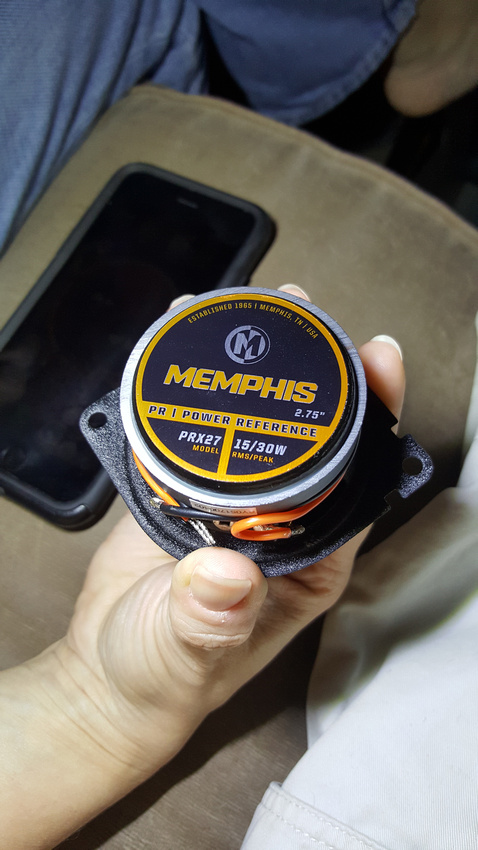 ESTABLISHED 1965 | MEMPHIS, TN | USA
M
MEMPHIS
2.75"
PR | POWER REFERENCE
PRX27
MODEL
15/30W
RMS/PEAK